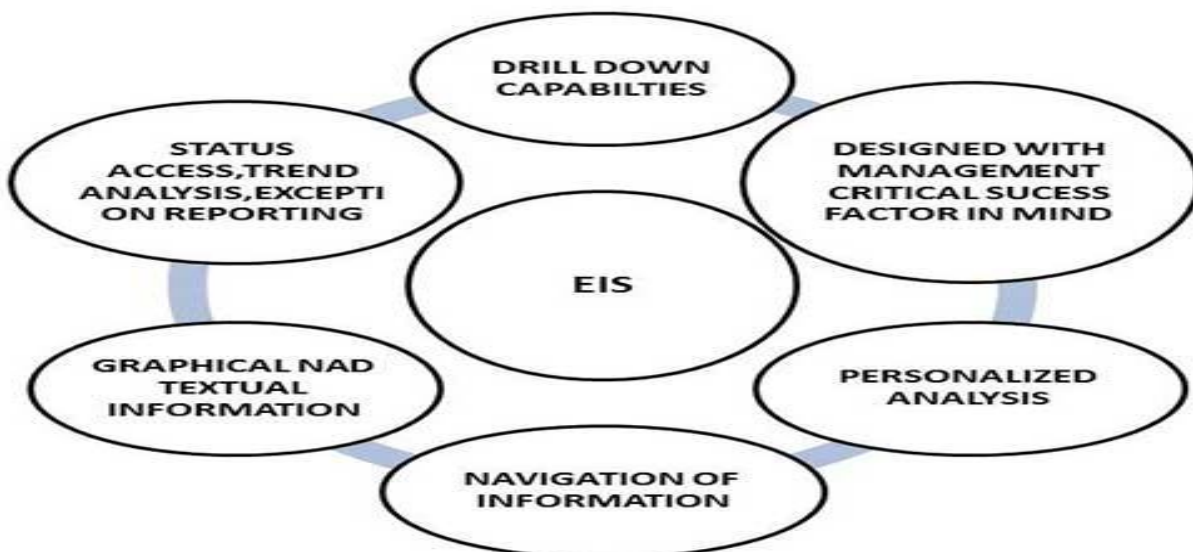 DRILL DOWN
CAPABILTIES
STATUS
ACCESS,TREND
ANALYSIS,EXCEPTI
ON REPORTING
DESIGNED WITH
MANAGEMENT
CRITICAL SUCESS
FACTOR IN MIND
EIS
GRAPHICAL NAD
TEXTUAL
INFORMATION
PERSONALIZED
ANALYSIS
NAVIGATION OF
INFORMATION